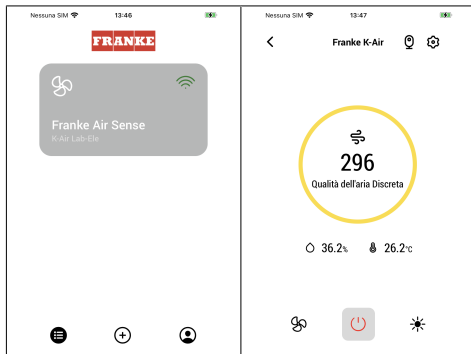 Nessuna SIM 13:46
FRANKE
Franke Air Sense
K-Air Lab-Ele
Nessuna SIM 13:47
Franke K-Air
296
Qualità dell'aria Discreta
36.2% 26.2°C